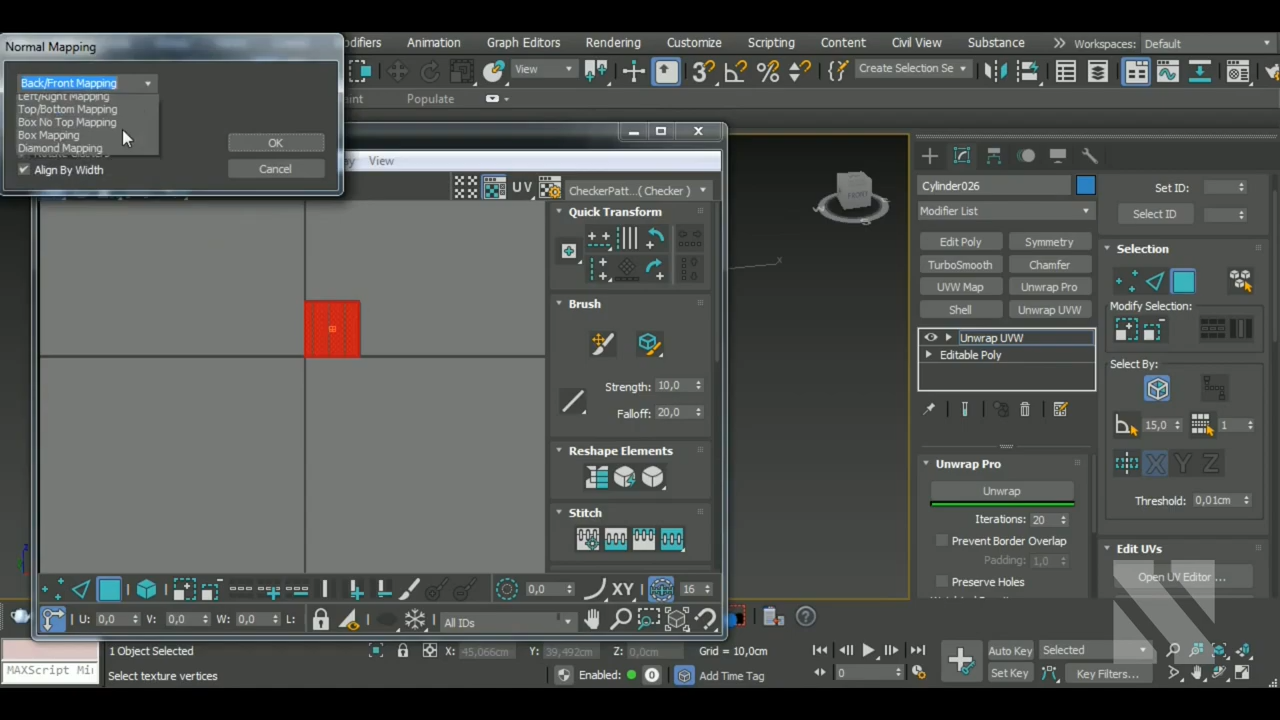 Normal Mapping
difiers
Animation
Graph Editors
Rendering
Customize
Scripting
Content
Civil View
Substance
Workspaces: Default
Back/Front Mapping
Left/Right Mapping
Top/Bottom Mapping
Box No Top Mapping
Box Mapping
Diamond Mapping
Align By Width
OK
Cancel
View
Create Selection Se
aint
Populate
View
UV
CheckerPatt...( Checker )
Quick Transform
Brush
Strength: 10,0
Falloff: 20,0
Reshape Elements
Stitch
0,0
XY
16
U: 0,0
V: 0,0
W: 0,0
L:
All IDs
FRONT
x
Cylinder026
Modifier List
Edit Poly
Symmetry
TurboSmooth
Chamfer
UVW Map
Unwrap Pro
Shell
Unwrap UVW
Unwrap UVW
Editable Poly
Unwrap Pro
Unwrap
Iterations: 20
Prevent Border Overlap
Padding: 1,0
Preserve Holes
Set ID:
Select ID
Selection
Modify Selection:
Select By:
15,0
1
X Y Z
Threshold: 0,01cm
Edit UVs
Open UV Editor ...
MAXScript Mi
1 Object Selected
Select texture vertices
X: 45,066cm
Y: 39,492cm
Z: 0,0cm
Grid = 10,0cm
Enabled:
0
Add Time Tag
0
Auto Key
Selected
Set Key
Key Filters...